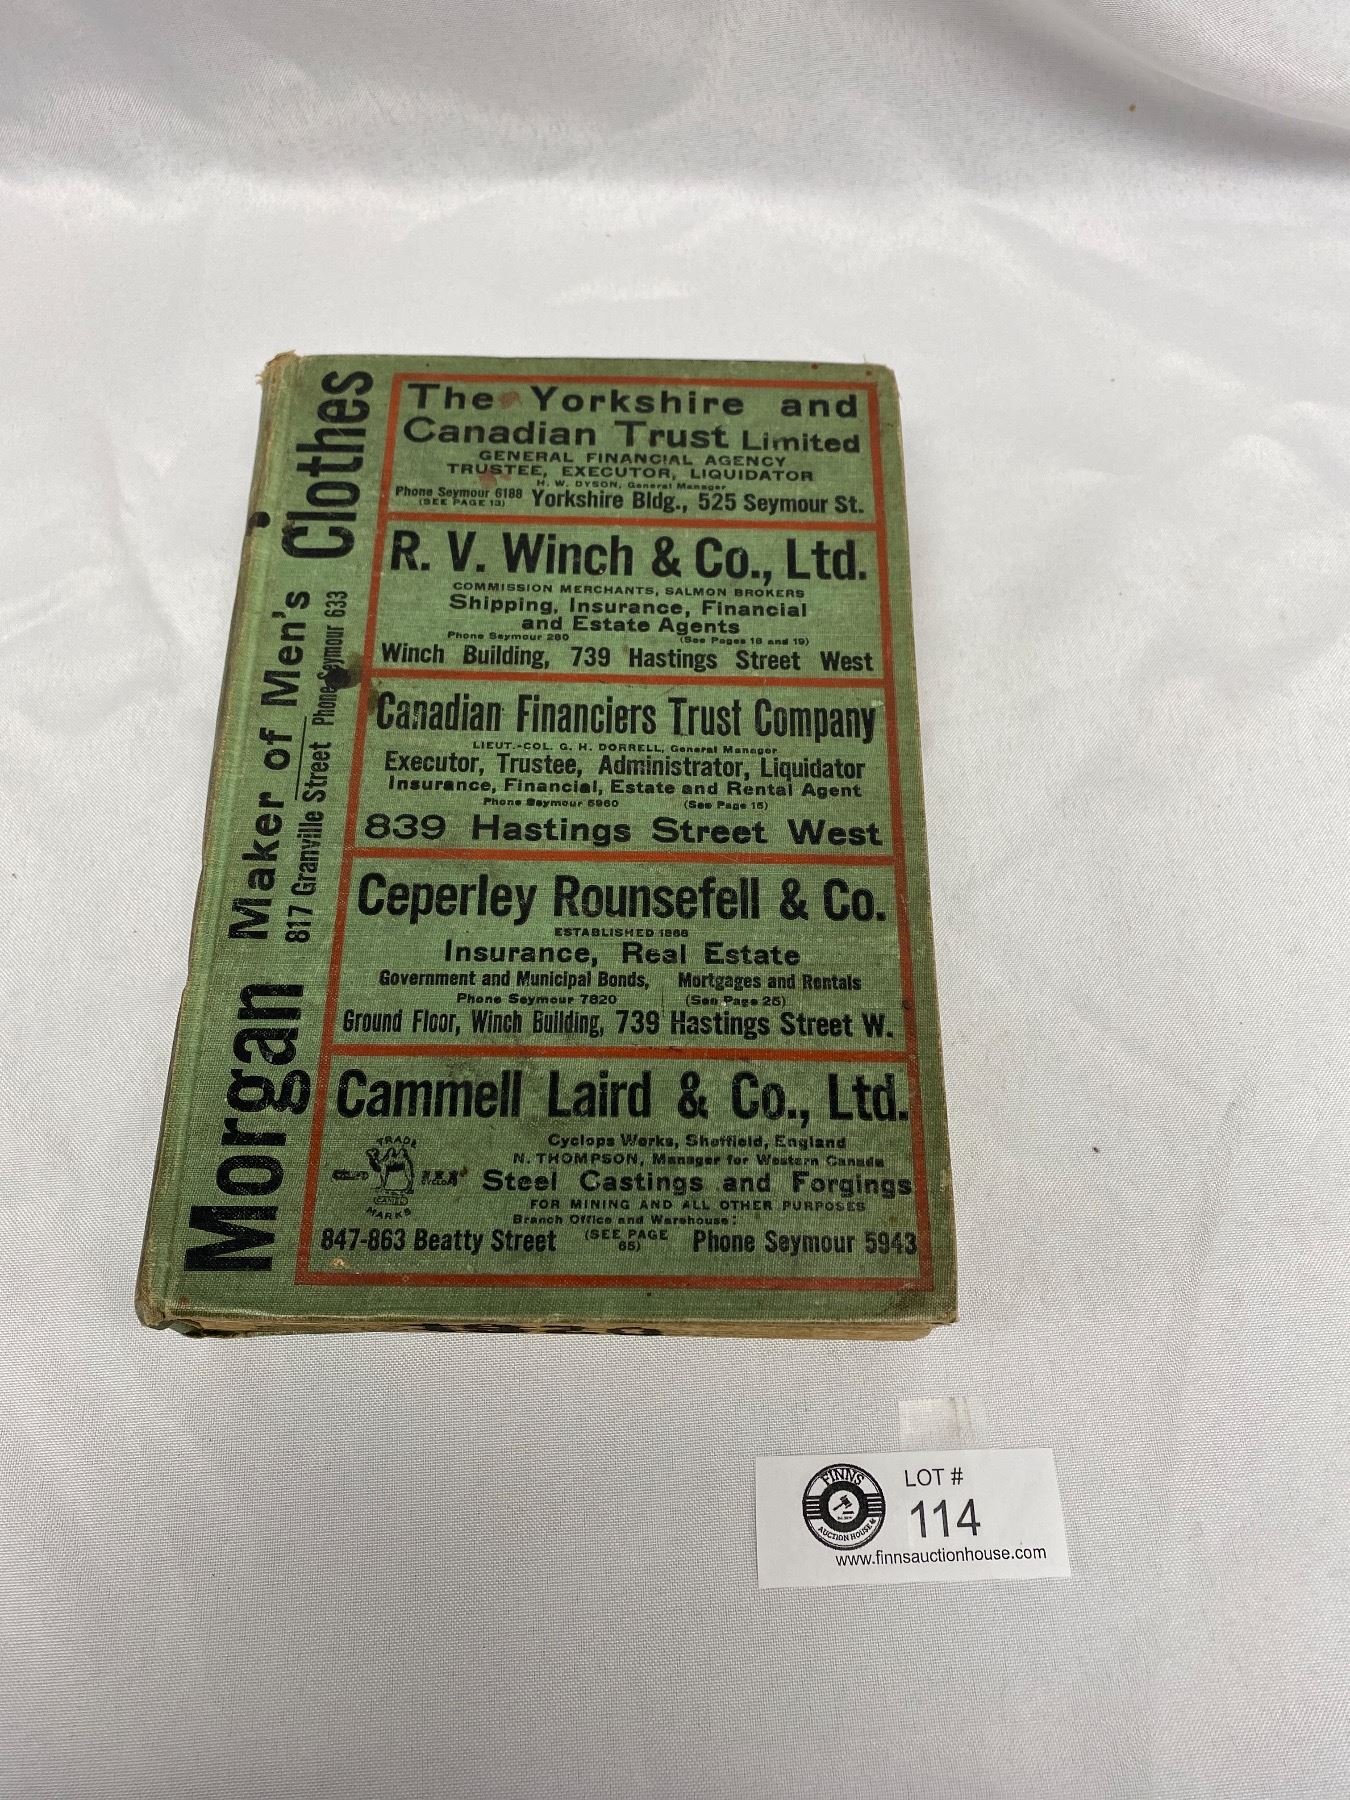 Morgan Maker of Men's Clothes
817 Granville Street Phone Seymour 633
The Yorkshire and
Canadian Trust Limited
GENERAL FINANCIAL AGENCY
TRUSTEE, EXECUTOR, LIQUIDATOR
H. W. DYSON, General Manager
Phone Seymour 6188
(SEE PAGE 13)
Yorkshire Bldg., 525 Seymour St.
R. V. Winch & Co., Ltd.
COMMISSION MERCHANTS, SALMON BROKERS
Shipping, Insurance, Financial
and Estate Agents
Phone Seymour 280 (See Pages 18 and 19)
Winch Building, 739 Hastings Street West
Canadian Financiers Trust Company
LIEUT.-COL. G. H. DORRELL, General Manager
Executor, Trustee, Administrator, Liquidator
Insurance, Financial, Estate and Rental Agent
Phone Seymour 5960 (See Page 15)
839 Hastings Street West
Ceperley Rounsefell & Co.
ESTABLISHED 1886
Insurance, Real Estate
Government and Municipal Bonds, Mortgages and Rentals
Phone Seymour 7820 (See Page 25)
Ground Floor, Winch Building, 739 Hastings Street W.
Cammell Laird & Co., Ltd.
TRADE
MARKS
Cyclops Works, Sheffield, England
N. THOMPSON, Manager for Western Canada
Steel Castings and Forgings
FOR MINING AND ALL OTHER PURPOSES
Branch Office and Warehouse:
847-863 Beatty Street (SEE PAGE 65) Phone Seymour 5943
FINNS
AUCTION HOUSE
LOT #
114
www.finnsauctionhouse.com